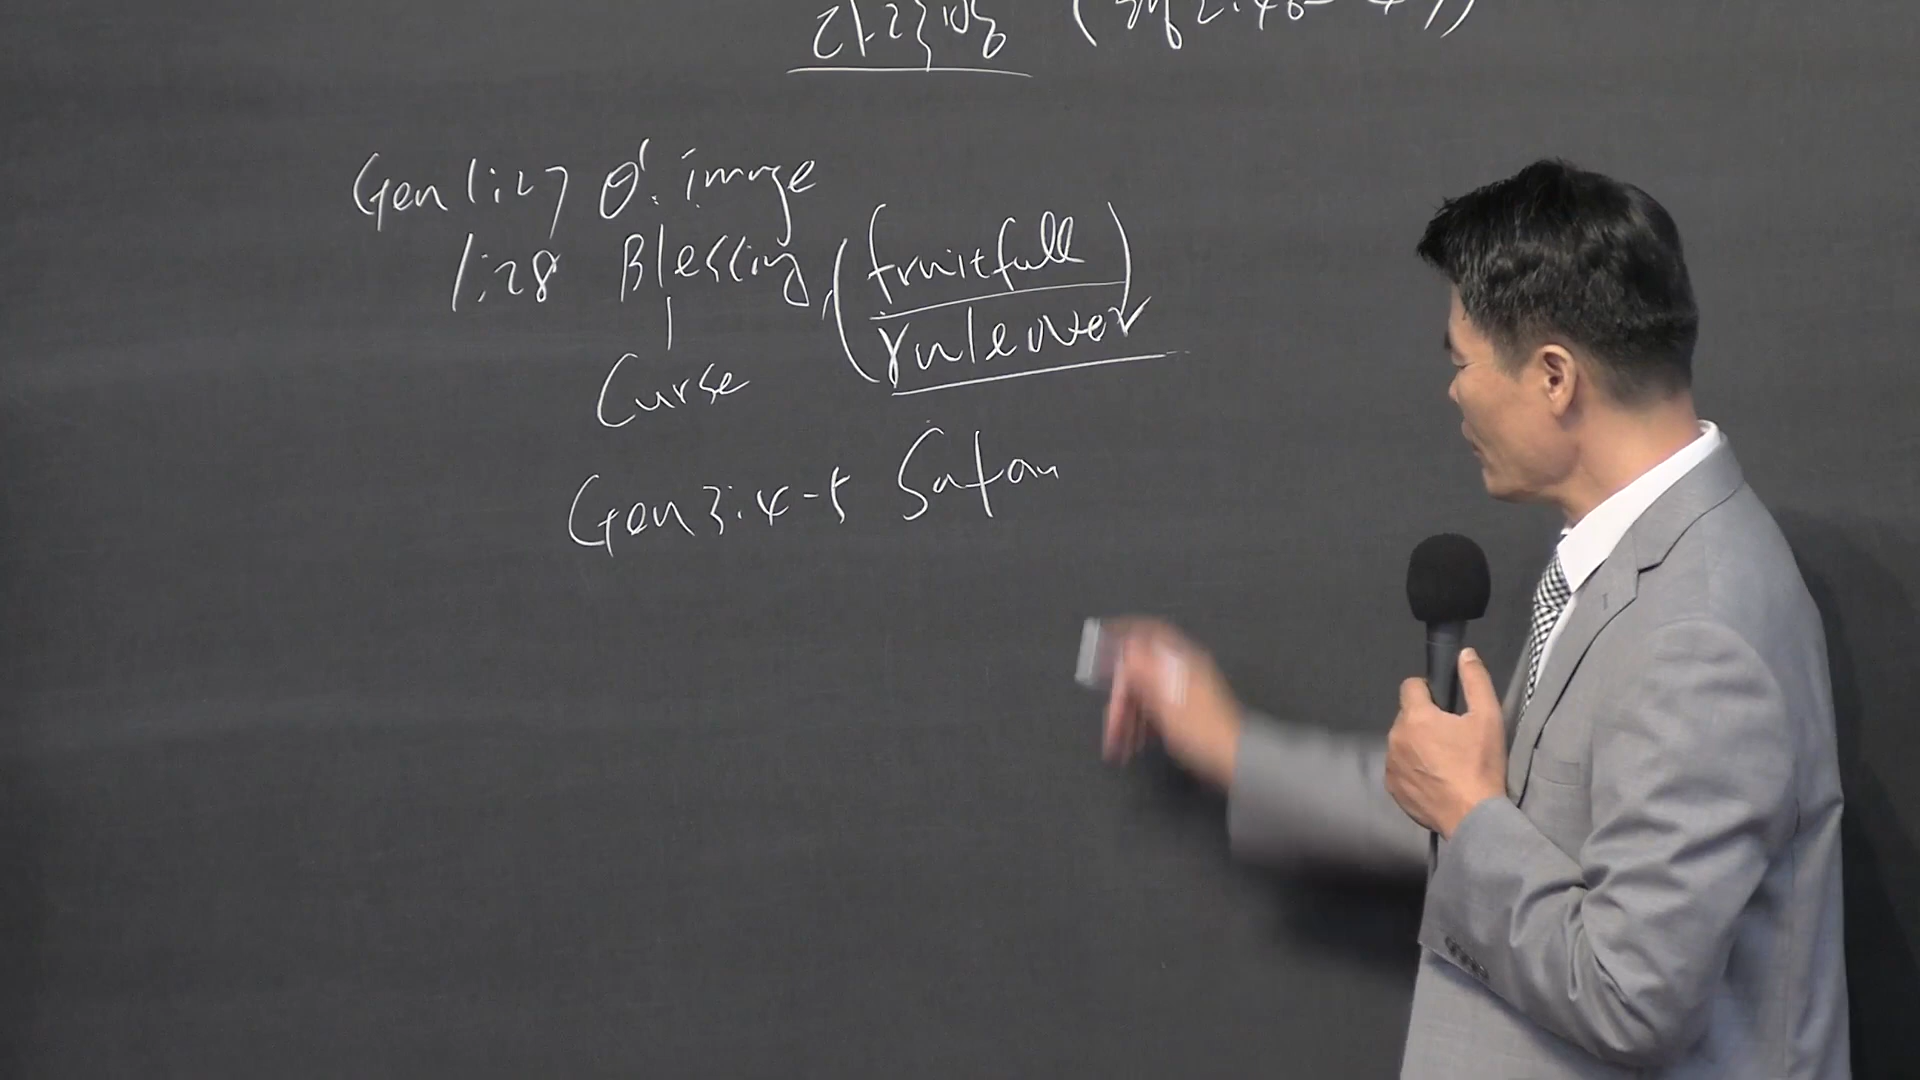 Gen 1:27 θ' image
1:28 Blessing, (fruitfull)
rule over
Curse
Gen 3:4-5 Satan